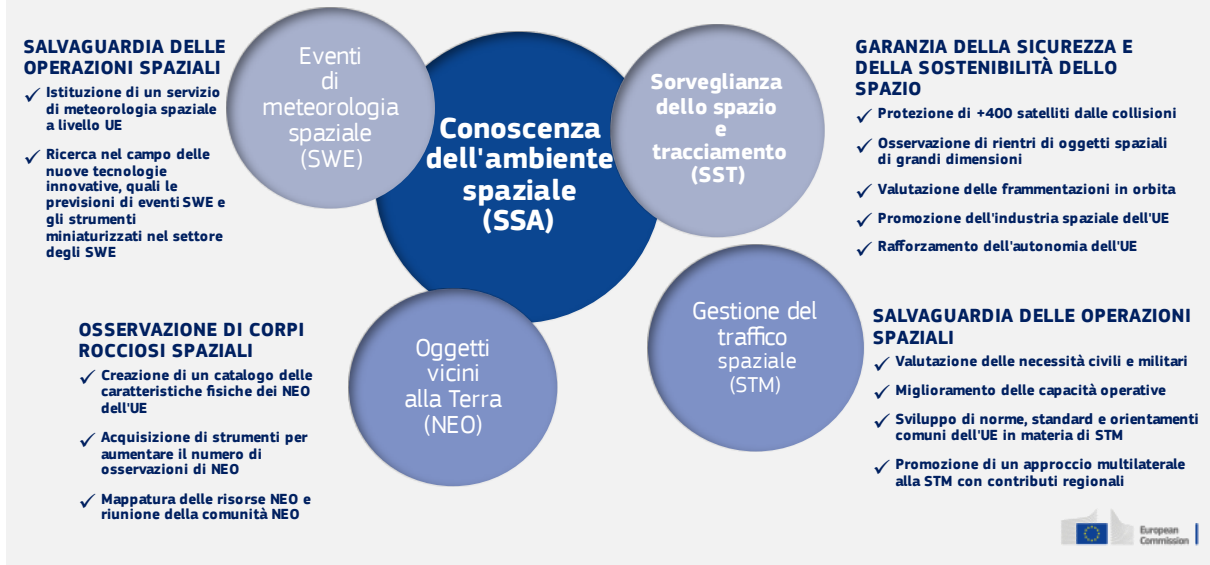 SALVAGUARDIA DELLE
OPERAZIONI SPAZIALI
✓ Istituzione di un servizio
di meteorologia spaziale
a livello UE
✓ Ricerca nel campo delle
nuove tecnologie
innovative, quali le
previsioni di eventi SWE e
gli strumenti
miniaturizzati nel settore
degli SWE
Eventi
di
meteorologia
spaziale
(SWE)
Conoscenza
dell'ambiente
spaziale
(SSA)
Sorveglianza
dello spazio
e
tracciamento
(SST)
GARANZIA DELLA SICUREZZA E
DELLA SOSTENIBILITÀ DELLO
SPAZIO
✓ Protezione di +400 satelliti dalle collisioni
✓ Osservazione di rientri di oggetti spaziali
di grandi dimensioni
✓ Valutazione delle frammentazioni in orbita
✓ Promozione dell'industria spaziale dell'UE
✓ Rafforzamento dell'autonomia dell'UE
OSSERVAZIONE DI CORPI
ROCCIOSI SPAZIALI
✓ Creazione di un catalogo delle
caratteristiche fisiche dei NEO
dell'UE
✓ Acquisizione di strumenti per
aumentare il numero di
osservazioni di NEO
✓ Mappatura delle risorse NEO e
riunione della comunità NEO
Oggetti
vicini
alla Terra
(NEO)
Gestione del
traffico
spaziale
(STM)
SALVAGUARDIA DELLE OPERAZIONI
SPAZIALI
✓ Valutazione delle necessità civili e militari
✓ Miglioramento delle capacità operative
✓ Sviluppo di norme, standard e orientamenti
comuni dell'UE in materia di STM
✓ Promozione di un approccio multilaterale
alla STM con contributi regionali
European
Commission